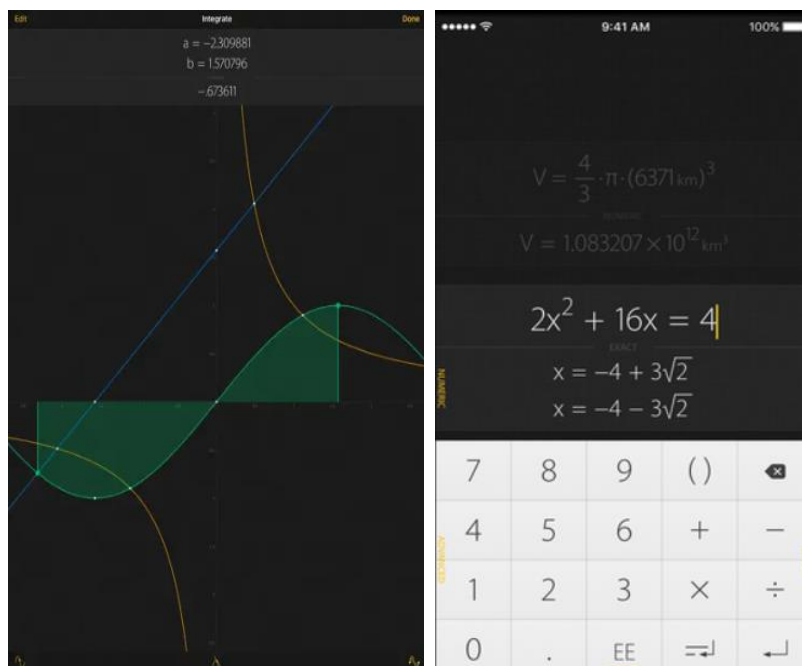 Edit Integrate Done
a = −2.309881
b = 1.570796
−.673611
9:41 AM 100%
V = 4/3 · π · (6371 km)³
NUMERIC
V = 1.083207 × 10¹² km³
2x² + 16x = 4
EXACT
x = −4 + 3√2
x = −4 − 3√2
NUMERIC
7 8 9 ( )
4 5 6 + −
ADVANCED
1 2 3 × ÷
0 . EE